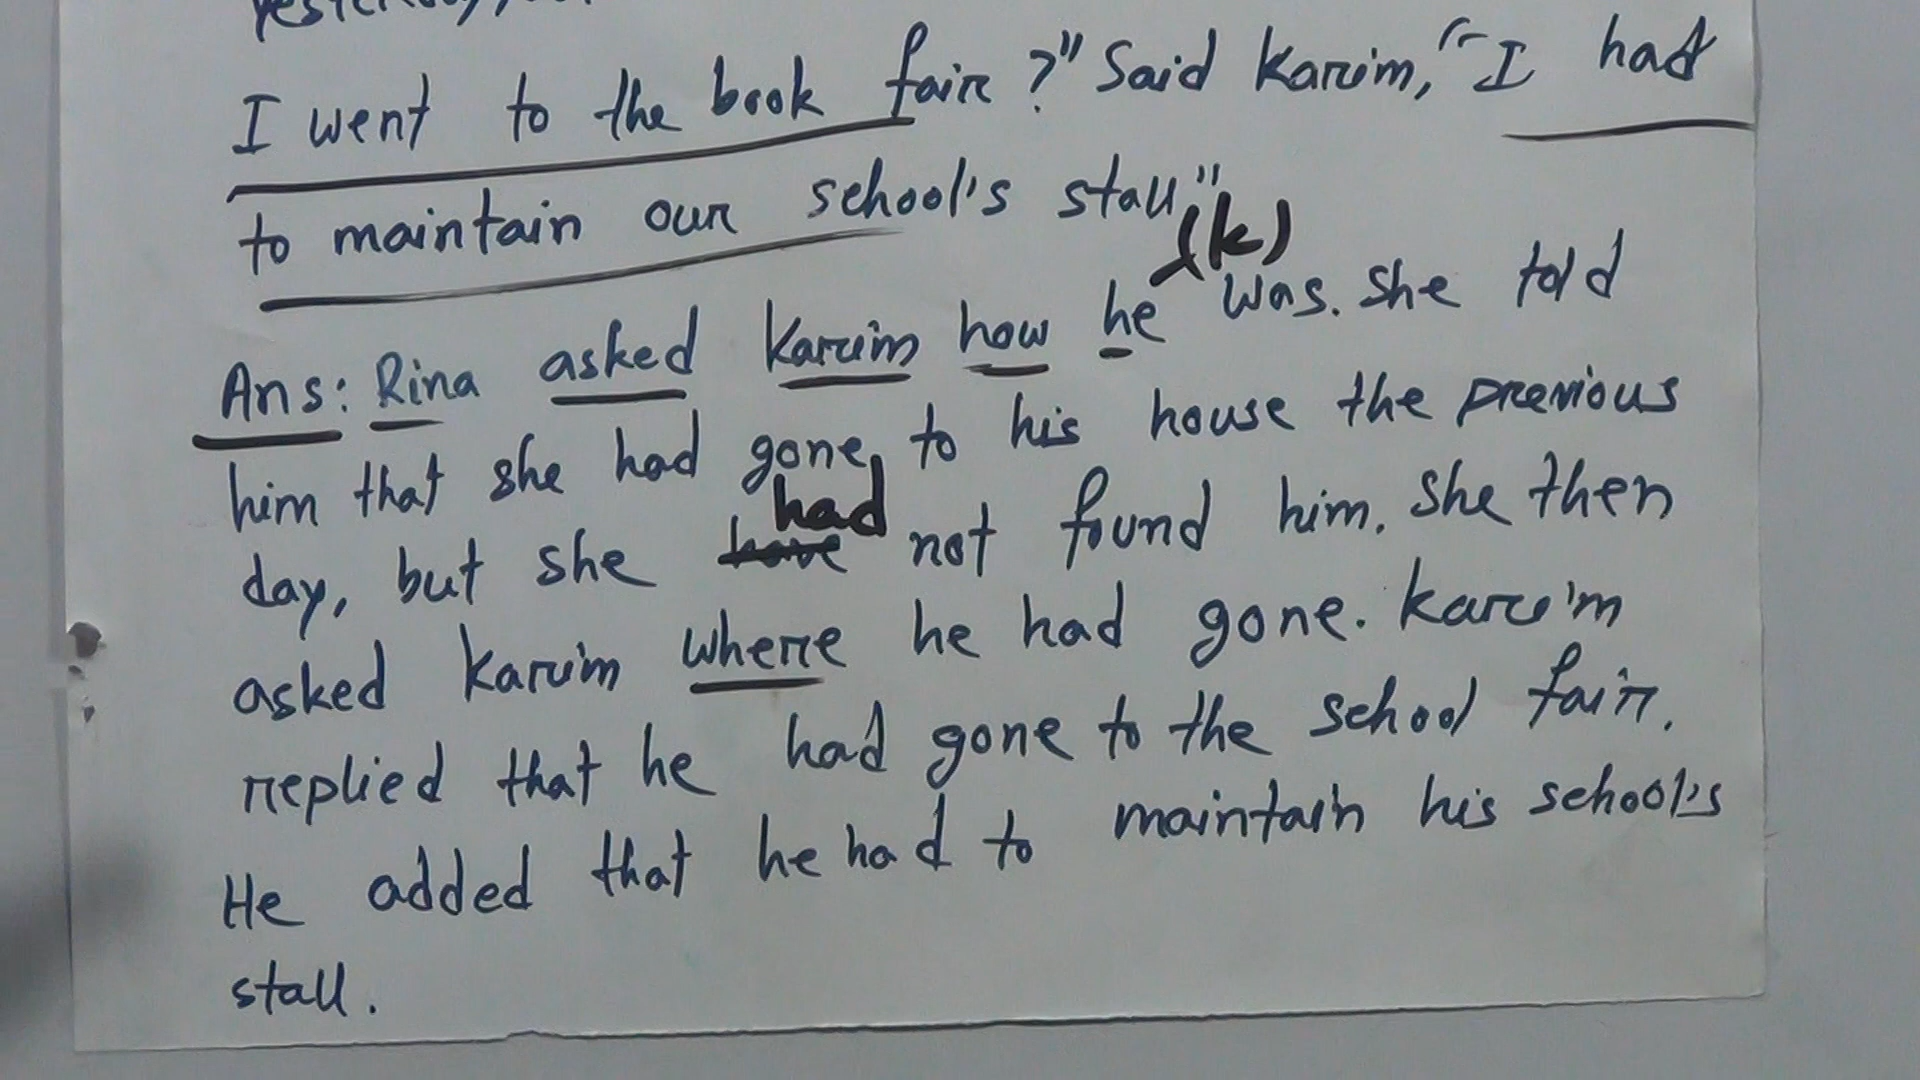 I went to the book fair?" Said Karim, "I had
to maintain our school's stall" (k)
Ans: Rina asked Karim how he was. She told
him that she had gone to his house the previous
day, but she have had not found him. She then
asked Karim where he had gone. Karim
replied that he had gone to the school fair.
He added that he had to maintain his school's
stall.